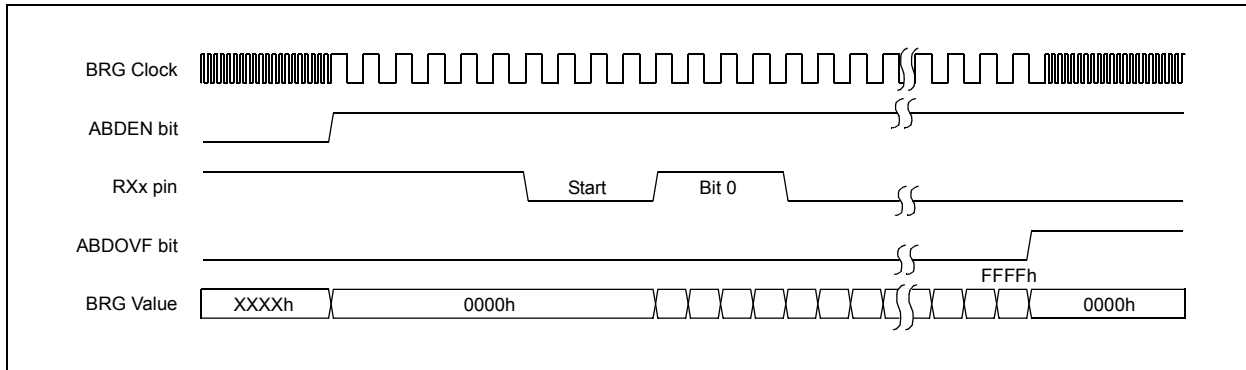 BRG Clock
ABDEN bit
RXx pin
Start
Bit 0
ABDOVF bit
FFFFh
BRG Value
XXXXh
0000h
0000h